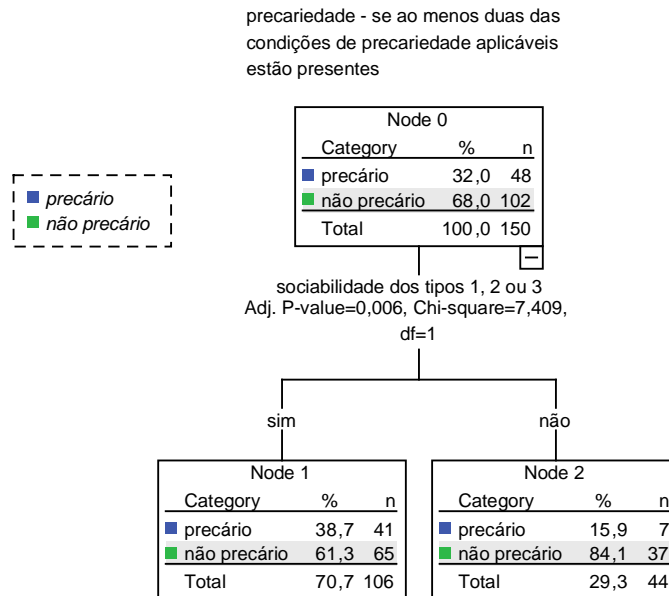 precariedade - se ao menos duas das
condições de precariedade aplicáveis
estão presentes
Node 0
Category % n
precário 32,0 48
não precário 68,0 102
Total 100,0 150
precário
não precário
sociabilidade dos tipos 1, 2 ou 3
Adj. P-value=0,006, Chi-square=7,409,
df=1
sim
não
Node 1
Category % n
precário 38,7 41
não precário 61,3 65
Total 70,7 106
Node 2
Category % n
precário 15,9 7
não precário 84,1 37
Total 29,3 44